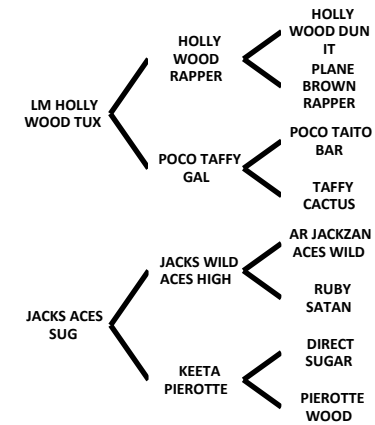 HOLLY
WOOD DUN
IT
HOLLY
WOOD
RAPPER
PLANE
BROWN
RAPPER
LM HOLLY
WOOD TUX
POCO TAITO
BAR
POCO TAFFY
GAL
TAFFY
CACTUS
AR JACKZAN
ACES WILD
JACKS WILD
ACES HIGH
RUBY
SATAN
JACKS ACES
SUG
DIRECT
SUGAR
KEETA
PIEROTTE
PIEROTTE
WOOD